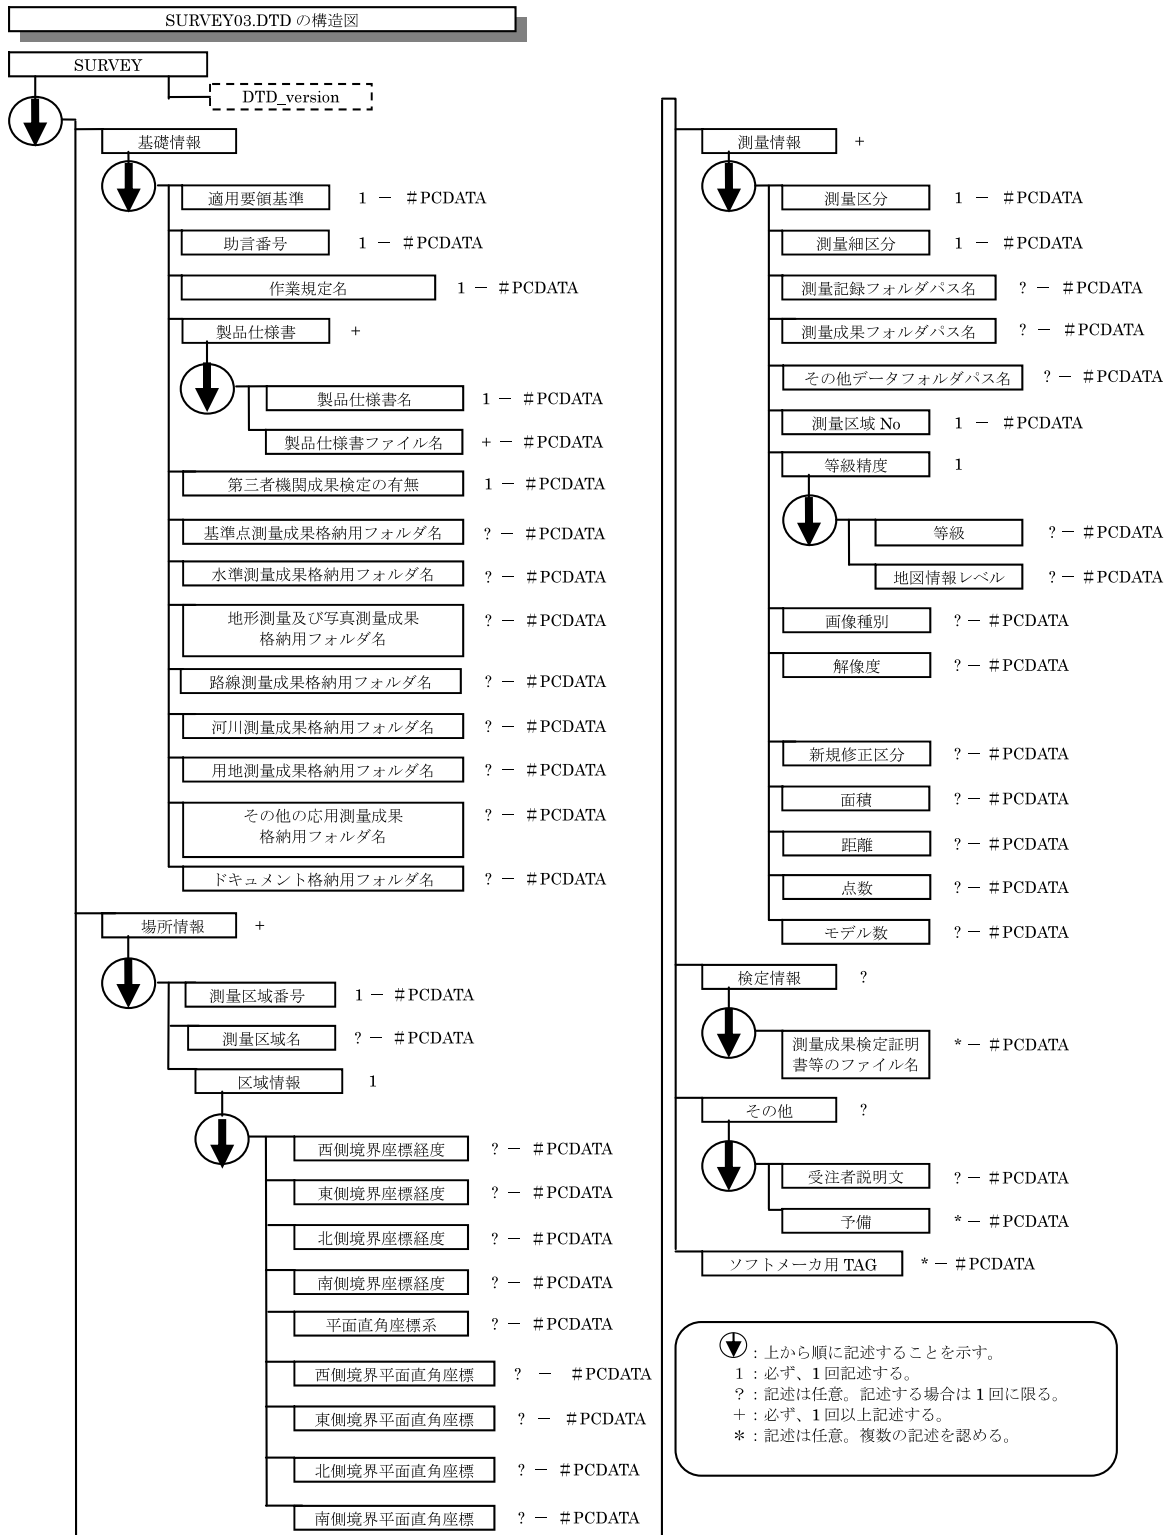 SURVEY03.DTD の構造図
SURVEY
DTD_version
基礎情報
適用要領基準 1 － ＃PCDATA
助言番号 1 － ＃PCDATA
作業規定名 1 － ＃PCDATA
製品仕様書 +
製品仕様書名 1 － ＃PCDATA
製品仕様書ファイル名 + － ＃PCDATA
第三者機関成果検定の有無 1 － ＃PCDATA
基準点測量成果格納用フォルダ名 ? － ＃PCDATA
水準測量成果格納用フォルダ名 ? － ＃PCDATA
地形測量及び写真測量成果 ? － ＃PCDATA
格納用フォルダ名
路線測量成果格納用フォルダ名 ? － ＃PCDATA
河川測量成果格納用フォルダ名 ? － ＃PCDATA
用地測量成果格納用フォルダ名 ? － ＃PCDATA
その他の応用測量成果 ? － ＃PCDATA
格納用フォルダ名
ドキュメント格納用フォルダ名 ? － ＃PCDATA
場所情報 +
測量区域番号 1 － ＃PCDATA
測量区域名 ? － ＃PCDATA
区域情報 1
西側境界座標経度 ? － ＃PCDATA
東側境界座標経度 ? － ＃PCDATA
北側境界座標経度 ? － ＃PCDATA
南側境界座標経度 ? － ＃PCDATA
平面直角座標系 ? － ＃PCDATA
西側境界平面直角座標 ? － ＃PCDATA
東側境界平面直角座標 ? － ＃PCDATA
北側境界平面直角座標 ? － ＃PCDATA
南側境界平面直角座標 ? － ＃PCDATA
測量情報 +
測量区分 1 － ＃PCDATA
測量細区分 1 － ＃PCDATA
測量記録フォルダパス名 ? － ＃PCDATA
測量成果フォルダパス名 ? － ＃PCDATA
その他データフォルダパス名 ? － ＃PCDATA
測量区域 No 1 － ＃PCDATA
等級精度 1
等級 ? － ＃PCDATA
地図情報レベル ? － ＃PCDATA
画像種別 ? － ＃PCDATA
解像度 ? － ＃PCDATA
新規修正区分 ? － ＃PCDATA
面積 ? － ＃PCDATA
距離 ? － ＃PCDATA
点数 ? － ＃PCDATA
モデル数 ? － ＃PCDATA
検定情報 ?
測量成果検定証明 * － ＃PCDATA
書等のファイル名
その他 ?
受注者説明文 ? － ＃PCDATA
予備 * － ＃PCDATA
ソフトメーカ用 TAG * － ＃PCDATA
：上から順に記述することを示す。
1：必ず、1回記述する。
?：記述は任意。記述する場合は1回に限る。
＋：必ず、1回以上記述する。
＊：記述は任意。複数の記述を認める。